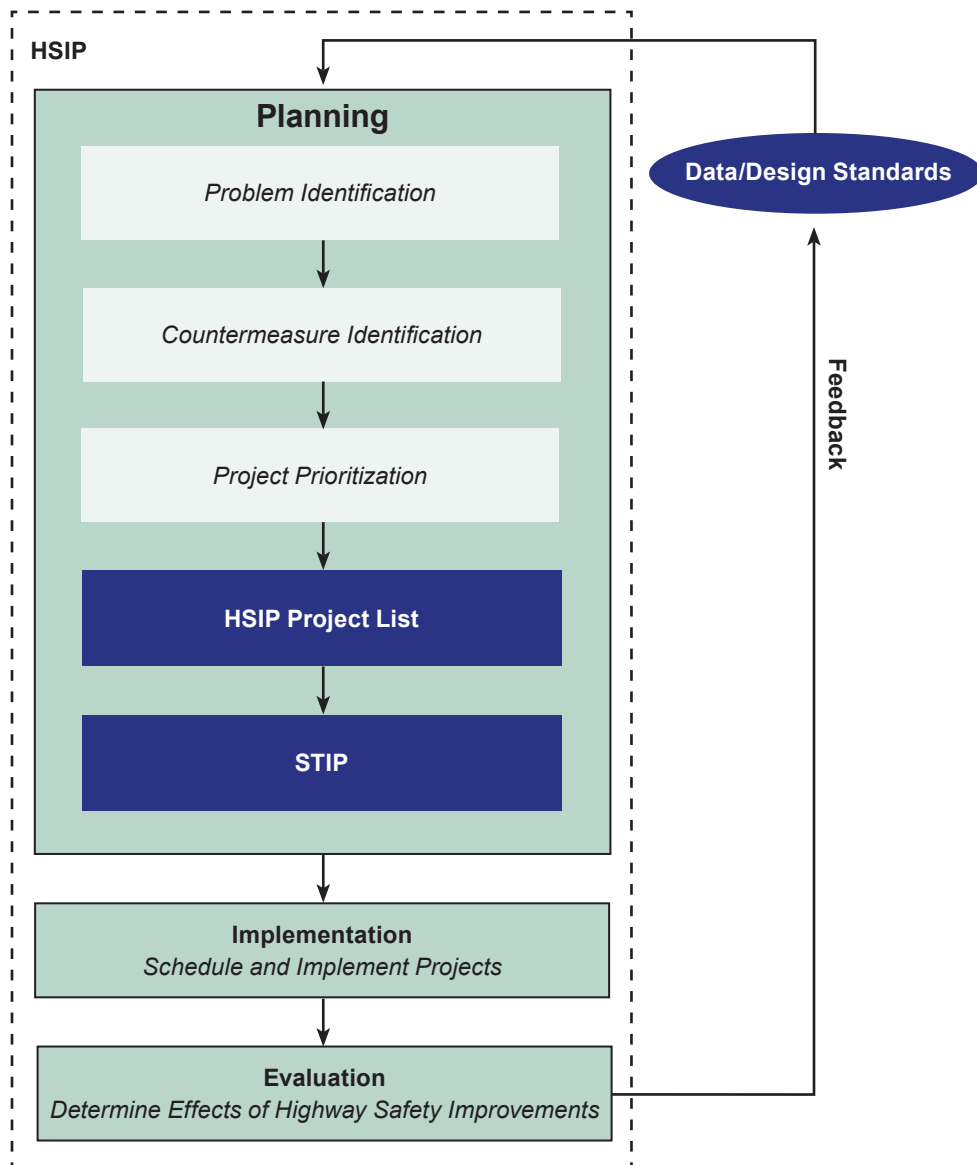 HSIP
Planning
Problem Identification
Countermeasure Identification
Project Prioritization
HSIP Project List
STIP
Implementation
Schedule and Implement Projects
Evaluation
Determine Effects of Highway Safety Improvements
Data/Design Standards
Feedback